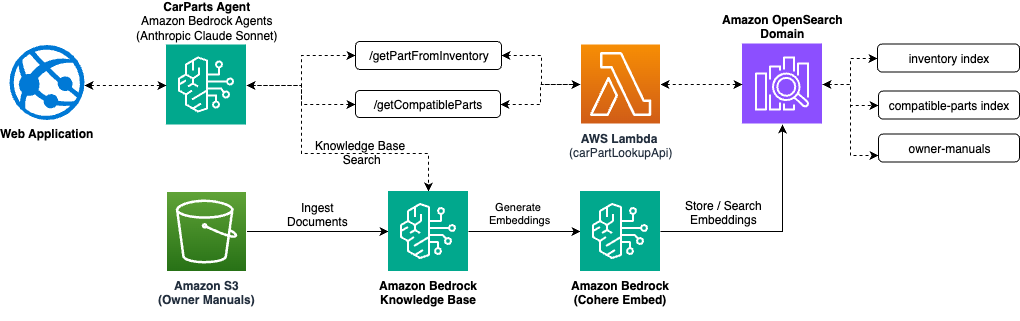 CarParts Agent
Amazon Bedrock Agents
(Anthropic Claude Sonnet)
Amazon OpenSearch
Domain
/getPartFromInventory
inventory index
/getCompatibleParts
compatible-parts index
Web Application
AWS Lambda
(carPartLookupApi)
owner-manuals
Knowledge Base
Search
Ingest
Documents
Generate
Embeddings
Store / Search
Embeddings
Amazon S3
(Owner Manuals)
Amazon Bedrock
Knowledge Base
Amazon Bedrock
(Cohere Embed)